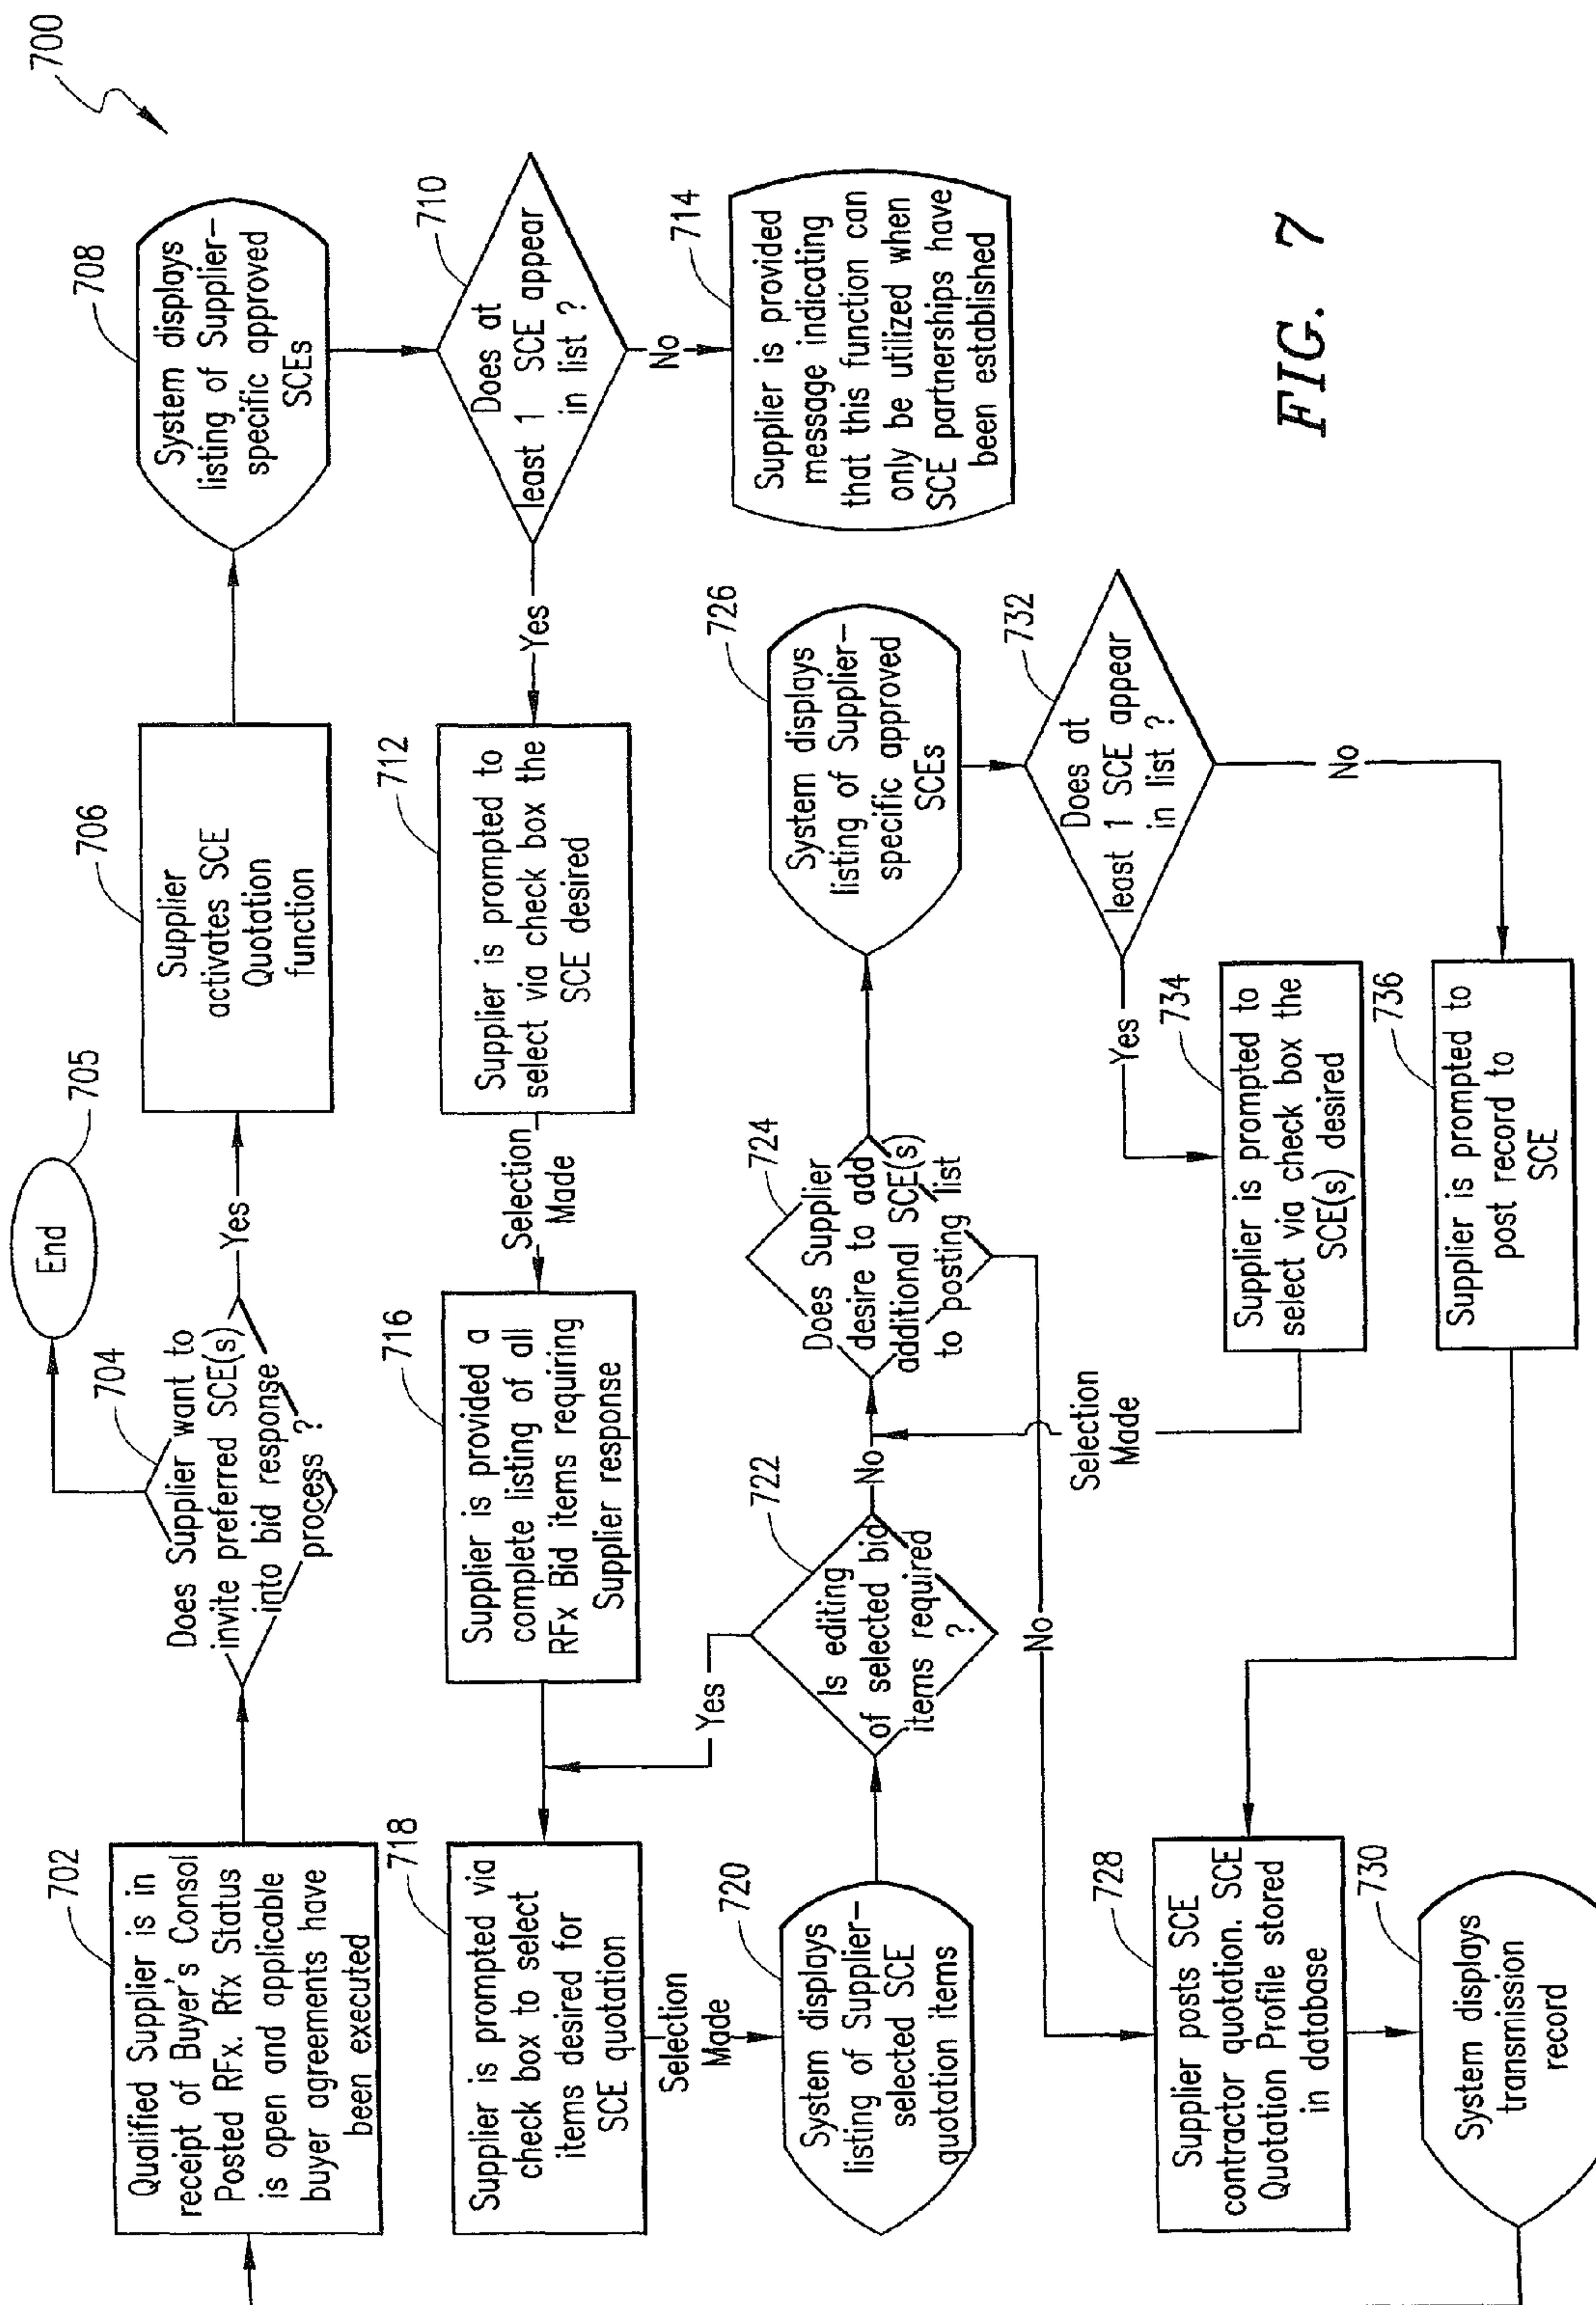 700
702
Qualified Supplier is in
receipt of Buyer's Consol
Posted RFx. Rfx Status
is open and applicable
buyer agreements have
been executed
704
Does Supplier want to
invite preferred SCE(s)
into bid response
process ?
705
End
Yes
706
Supplier
activates SCE
Quotation
function
708
System displays
listing of Supplier–
specific approved
SCEs
710
Does at
least 1 SCE appear
in list ?
Yes
No
712
Supplier is prompted to
select via check box the
SCE desired
714
Supplier is provided
message indicating
that this function can
only be utilized when
SCE partnerships have
been established
Selection
Made
716
Supplier is provided a
complete listing of all
RFx Bid items requiring
Supplier response
718
Supplier is prompted via
check box to select
items desired for
SCE quotation
Selection
Made
720
System displays
listing of Supplier–
selected SCE
quotation items
722
Is editing
of selected bid
items required
?
Yes
No
724
Does Supplier
desire to add
additional SCE(s)
to posting list
No
726
System displays
listing of Supplier–
specific approved
SCEs
732
Does at
least 1 SCE appear
in list ?
Yes
No
734
Supplier is prompted to
select via check box the
SCE(s) desired
Selection
Made
736
Supplier is prompted to
post record to
SCE
728
Supplier posts SCE
contractor quotation. SCE
Quotation Profile stored
in database
730
System displays
transmission
record
FIG. 7